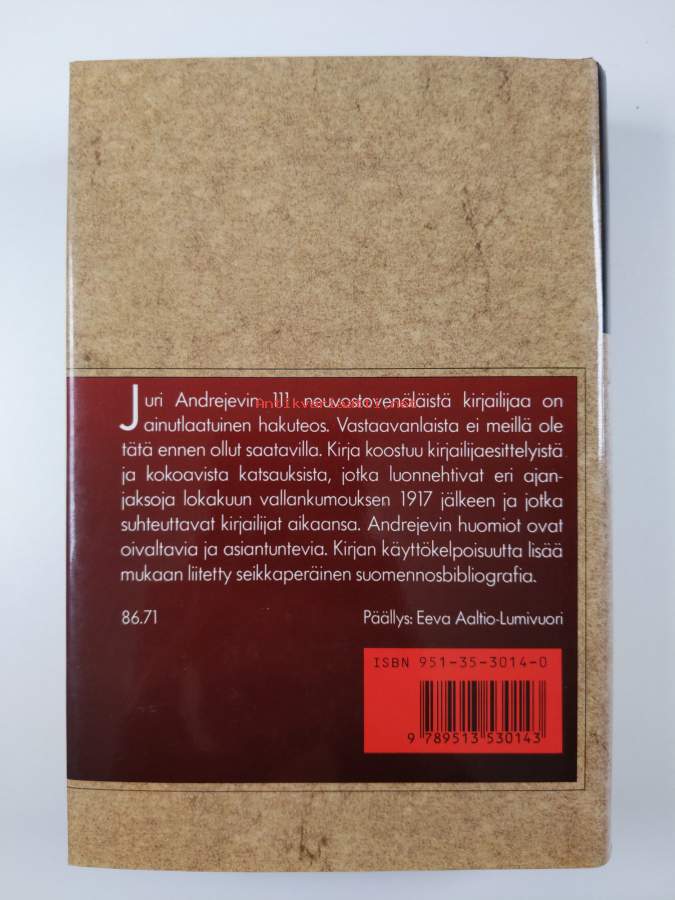 Juri Andrejevin 111 neuvostovenäläistä kirjailijaa on
ainutlaatuinen hakuteos. Vastaavanlaista ei meillä ole
tätä ennen ollut saatavilla. Kirja koostuu kirjailijaesittelyistä
ja kokoavista katsauksista, jotka luonnehtivat eri ajan-
jaksoja lokakuun vallankumouksen 1917 jälkeen ja jotka
suhteuttavat kirjailijat aikaansa. Andrejevin huomiot ovat
oivaltavia ja asiantuntevia. Kirjan käyttökelpoisuutta lisää
mukaan liitetty seikkaperäinen suomennosbibliografia.
86.71 Päällys: Eeva Aaltio-Lumivuori
ISBN 951-35-3014-0
9 789513 530143